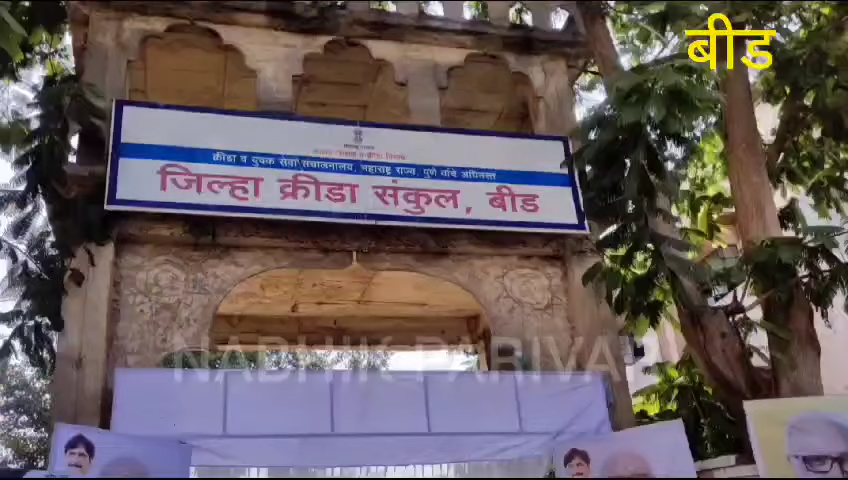 बीड
क्रीडा व युवक सेवा संचालनालय, महाराष्ट्र राज्य, पुणे यांचे अधिनस्त
जिल्हा क्रीडा संकुल, बीड
NABHIK PARIVAR